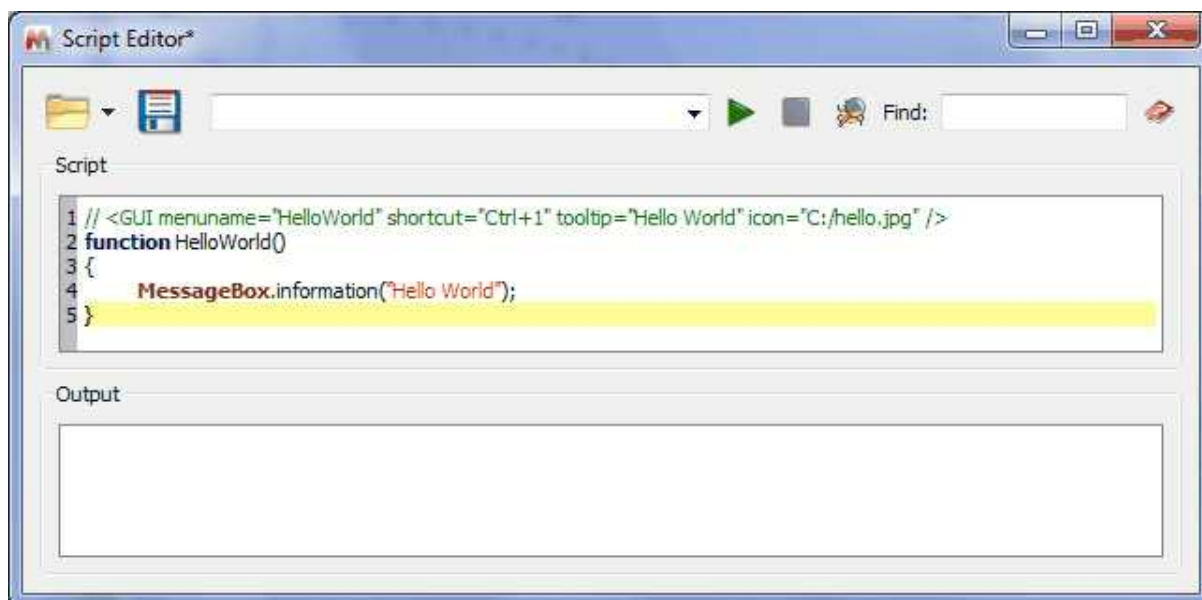 Script Editor*
Find:
Script
1 // <GUI menuname="HelloWorld" shortcut="Ctrl+1" tooltip="Hello World" icon="C:/hello.jpg" />
2 function HelloWorld()
3 {
4 MessageBox.information("Hello World");
5 }
Output